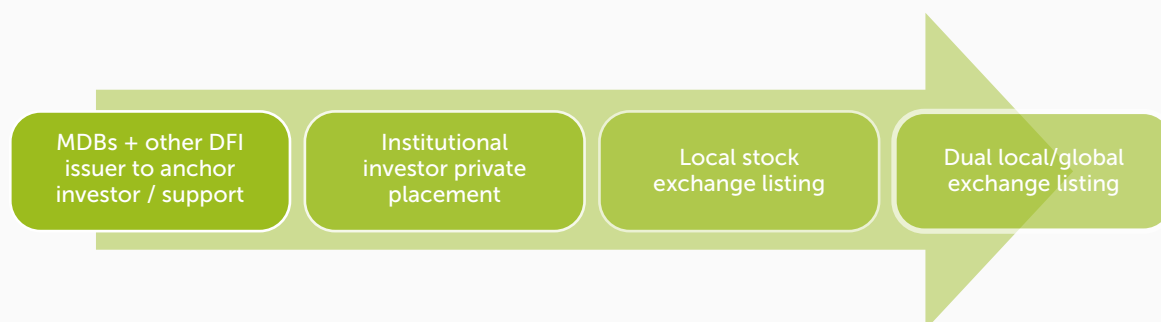 MDBs + other DFI
issuer to anchor
investor / support
Institutional
investor private
placement
Local stock
exchange listing
Dual local/global
exchange listing